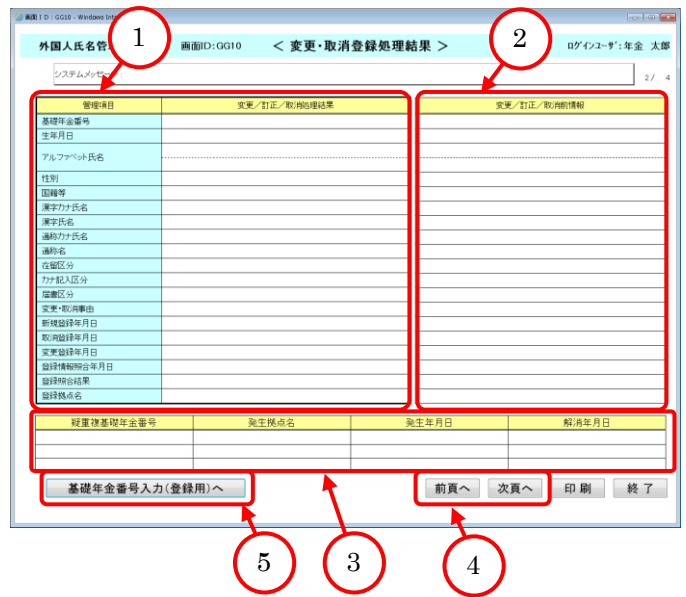 画面ID：GG10 - Windows Int
外国人氏名管 1 画面ID：GG10 ＜ 変更・取消登録処理結果 ＞ 2 ログインユーザ：年金 太郎
システムメッセー
2/ 4
管理項目 変更／訂正／取消処理結果 変更／訂正／取消前情報
基礎年金番号
生年月日
アルファベット氏名
性別
国籍等
漢字カナ氏名
漢字氏名
通称カナ氏名
通称名
在留区分
カナ記入区分
届書区分
変更・取消事由
新規登録年月日
取消登録年月日
変更登録年月日
登録情報照合年月日
登録照合結果
登録拠点名
疑重複基礎年金番号 発生拠点名 発生年月日 解消年月日
基礎年金番号入力（登録用）へ 前頁へ 次頁へ 印刷 終了
5 3 4